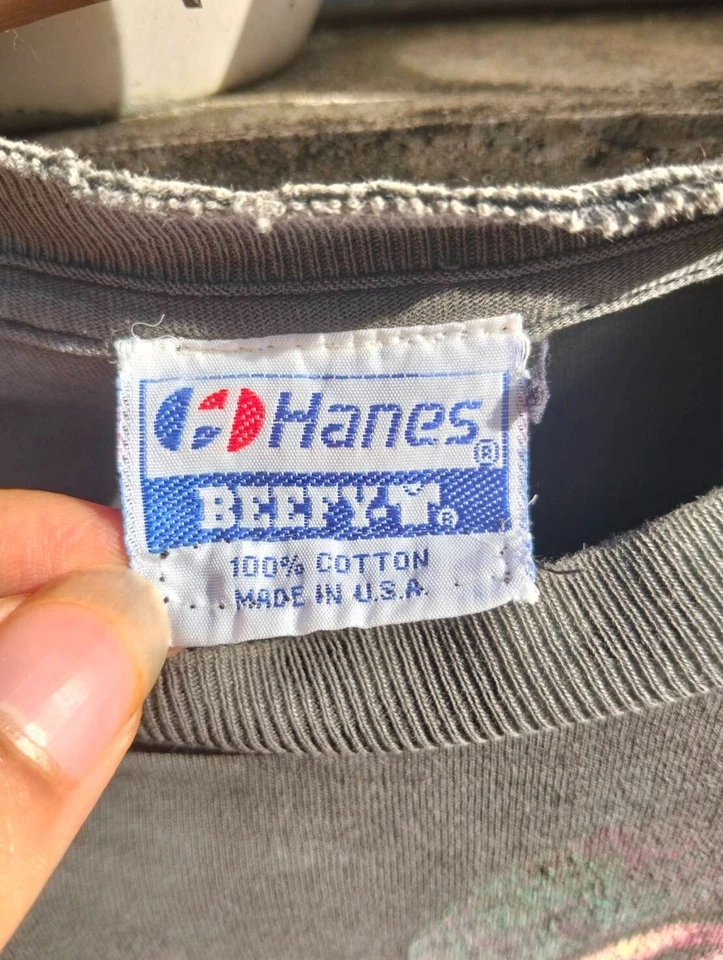 Hanes®
BEEFY-T®
100% COTTON
MADE IN U.S.A.